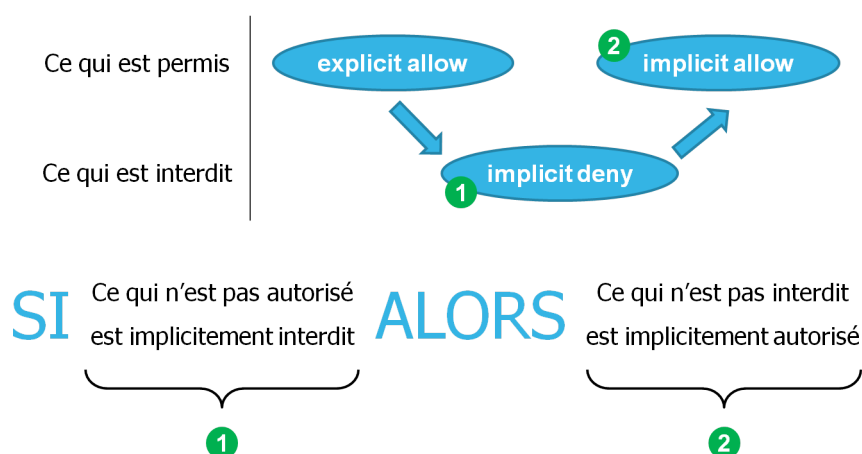 Ce qui est permis
explicit allow
2
implicit allow
Ce qui est interdit
implicit deny
1
SI
Ce qui n'est pas autorisé
est implicitement interdit
ALORS
Ce qui n'est pas interdit
est implicitement autorisé
1
2